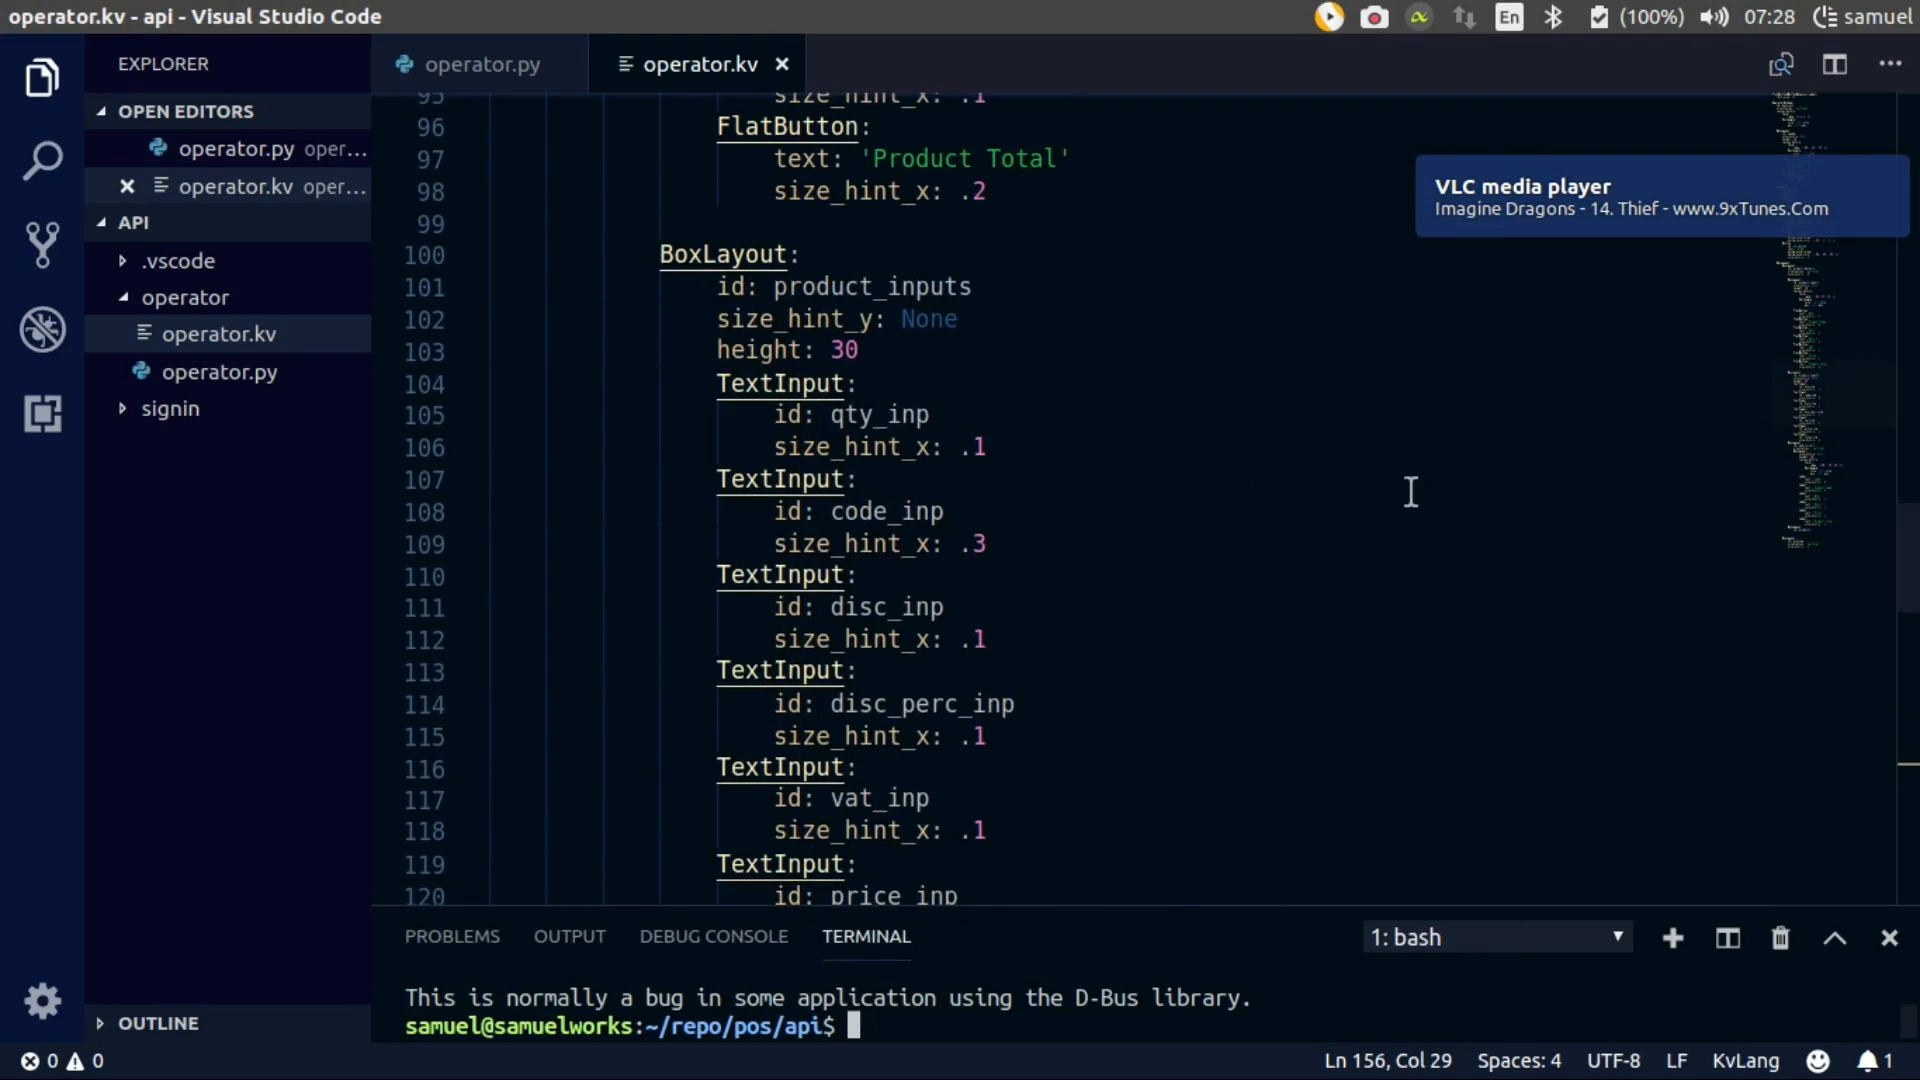 operator.kv - api - Visual Studio Code
En
(100%)
07:28
samuel
EXPLORER
operator.py
operator.kv
OPEN EDITORS
operator.py oper...
operator.kv oper...
API
.vscode
operator
operator.kv
operator.py
signin
OUTLINE
95 size_hint_x: .1
96 FlatButton:
97 text: 'Product Total'
98 size_hint_x: .2
99
100 BoxLayout:
101 id: product_inputs
102 size_hint_y: None
103 height: 30
104 TextInput:
105 id: qty_inp
106 size_hint_x: .1
107 TextInput:
108 id: code_inp
109 size_hint_x: .3
110 TextInput:
111 id: disc_inp
112 size_hint_x: .1
113 TextInput:
114 id: disc_perc_inp
115 size_hint_x: .1
116 TextInput:
117 id: vat_inp
118 size_hint_x: .1
119 TextInput:
120 id: price_inp
VLC media player
Imagine Dragons - 14. Thief - www.9xTunes.Com
PROBLEMS
OUTPUT
DEBUG CONSOLE
TERMINAL
1: bash
This is normally a bug in some application using the D-Bus library.
samuel@samuelworks:~/repo/pos/api$
0 0
Ln 156, Col 29
Spaces: 4
UTF-8
LF
KvLang
1